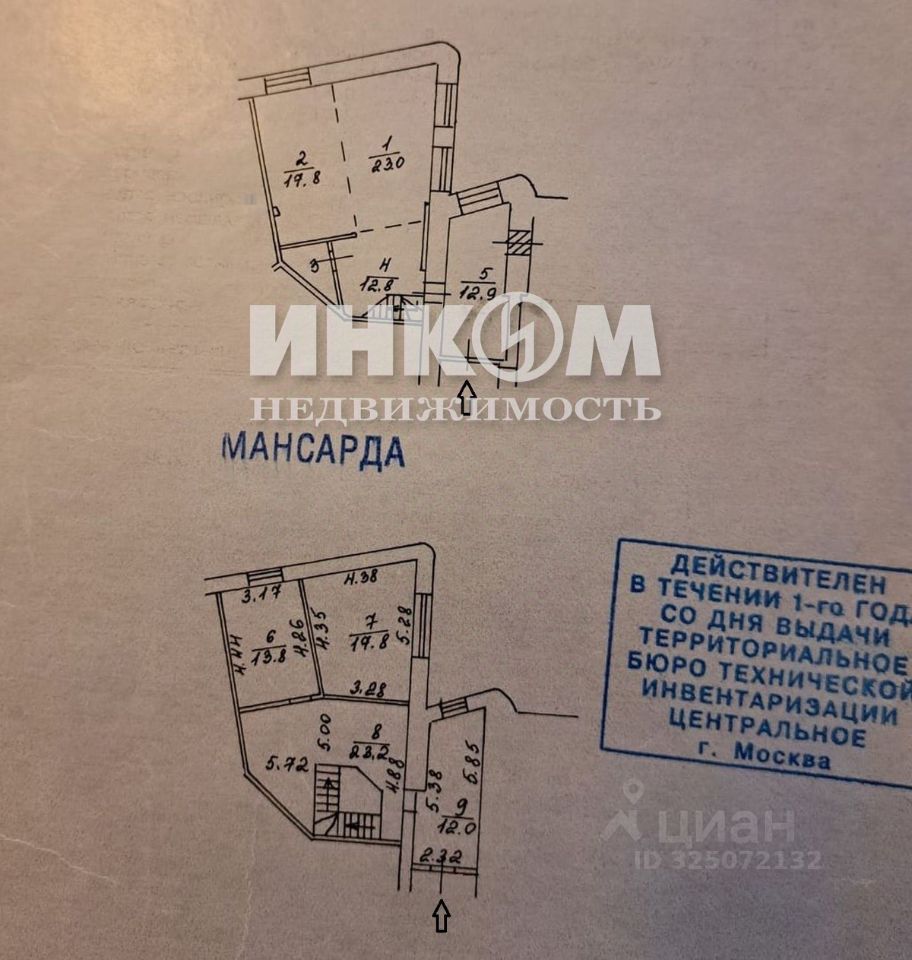 2
19.8
1
23.0
3
4
12.8
5
12.9
ИНКОМ
НЕДВИЖИМОСТЬ
МАНСАРДА
3.17
4.38
4.44
6
13.8
4.26
4.35
7
19.8
5.28
3.28
5.72
5.00
8
23.2
4.88
5.38
5.85
9
12.0
2.32
ДЕЙСТВИТЕЛЕН
В ТЕЧЕНИИ 1-го ГОДА
СО ДНЯ ВЫДАЧИ
ТЕРРИТОРИАЛЬНОЕ
БЮРО ТЕХНИЧЕСКОЙ
ИНВЕНТАРИЗАЦИИ
ЦЕНТРАЛЬНОЕ
г. Москва
циан
ID 325072132